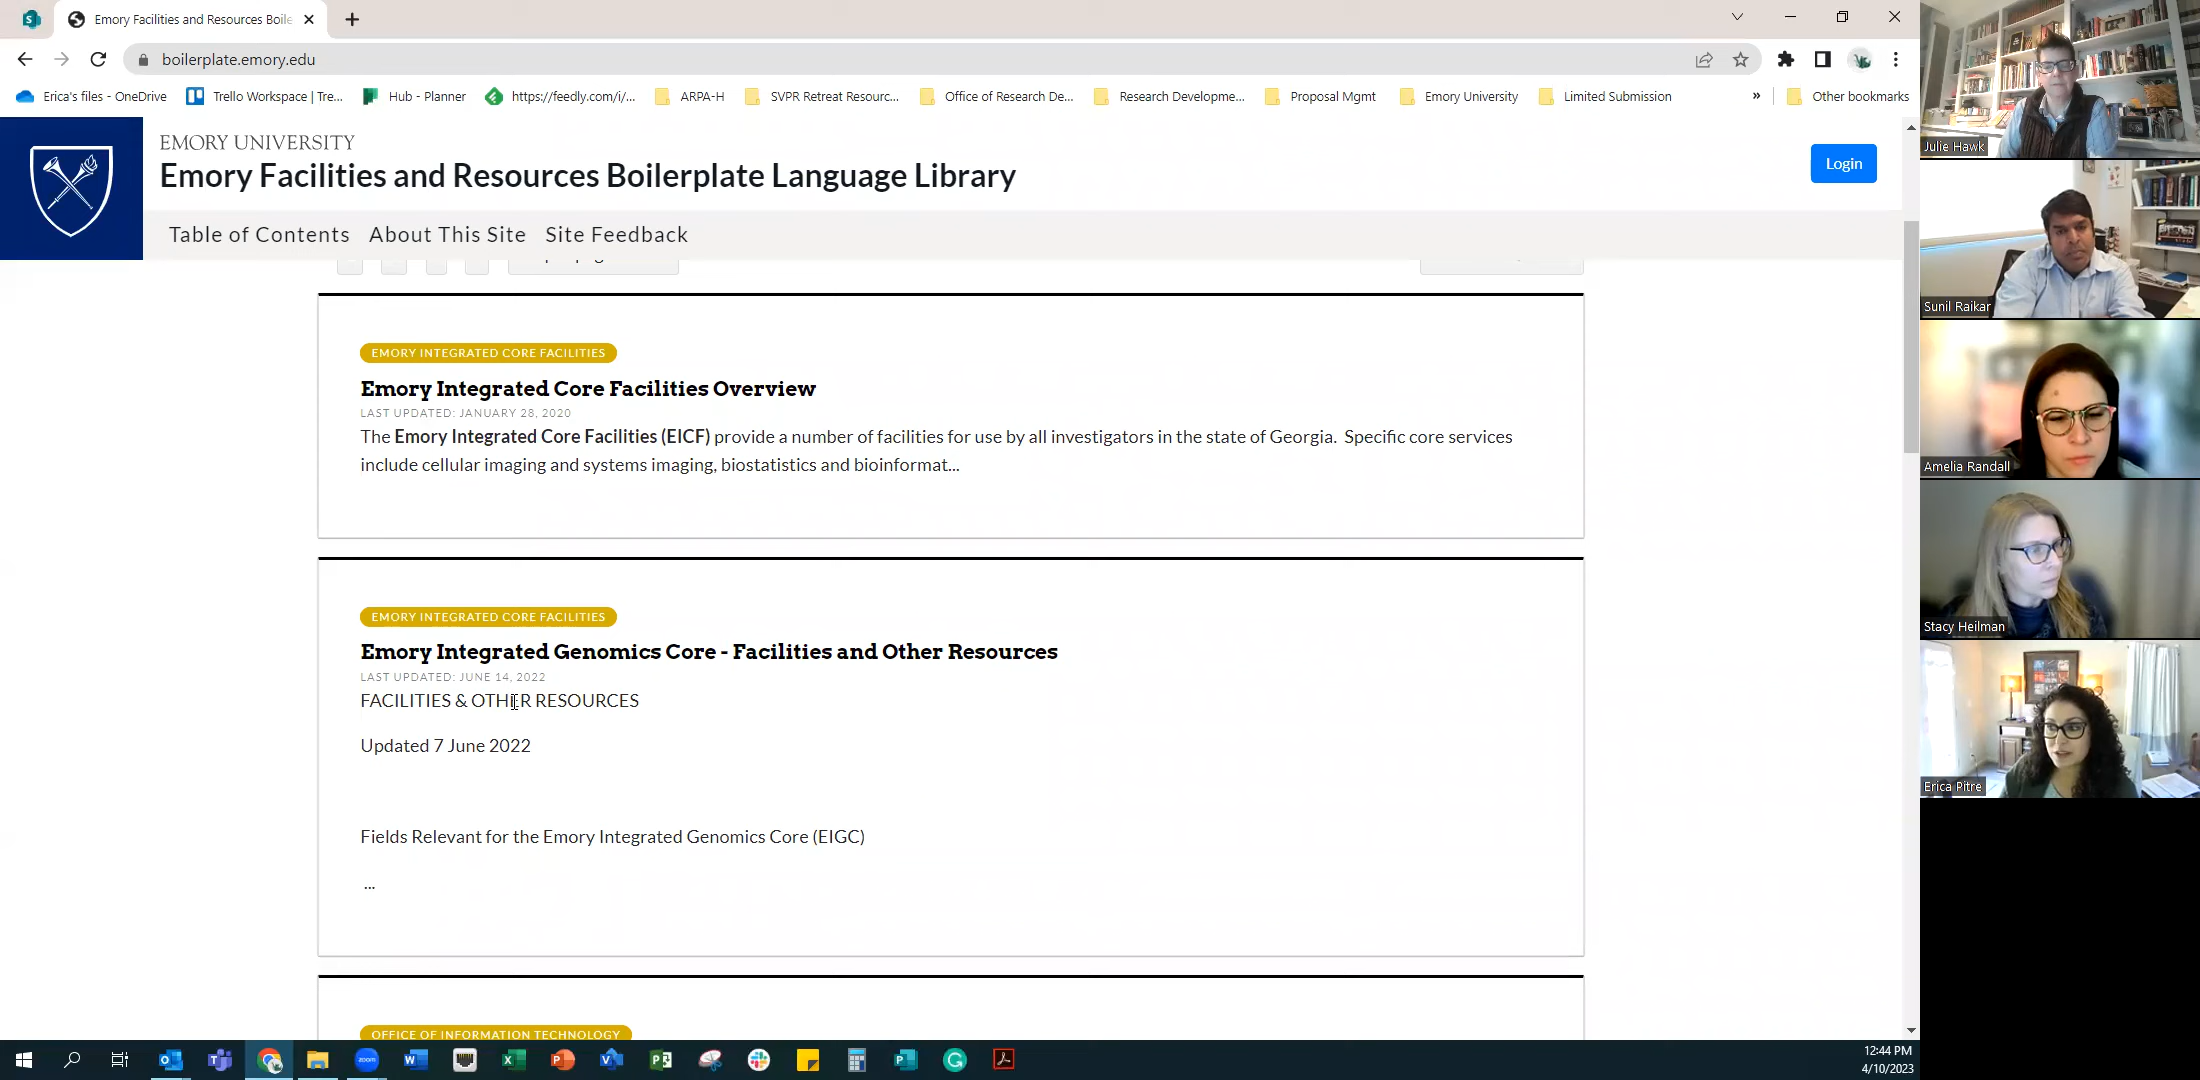 Emory Facilities and Resources Boile
boilerplate.emory.edu
Erica's files - OneDrive
Trello Workspace | Tre...
Hub - Planner
https://feedly.com/i/...
ARPA-H
SVPR Retreat Resourc...
Office of Research De...
Research Developme...
Proposal Mgmt
Emory University
Limited Submission
»
Other bookmarks
EMORY UNIVERSITY
Emory Facilities and Resources Boilerplate Language Library
Login
Table of Contents
About This Site
Site Feedback
EMORY INTEGRATED CORE FACILITIES
Emory Integrated Core Facilities Overview
LAST UPDATED: JANUARY 28, 2020
The Emory Integrated Core Facilities (EICF) provide a number of facilities for use by all investigators in the state of Georgia. Specific core services
include cellular imaging and systems imaging, biostatistics and bioinformat...
EMORY INTEGRATED CORE FACILITIES
Emory Integrated Genomics Core - Facilities and Other Resources
LAST UPDATED: JUNE 14, 2022
FACILITIES & OTHER RESOURCES
Updated 7 June 2022
Fields Relevant for the Emory Integrated Genomics Core (EIGC)
...
OFFICE OF INFORMATION TECHNOLOGY
Julie Hawk
Sunil Raikar
Amelia Randall
Stacy Heilman
Erica Pitre
zoom
12:44 PM
4/10/2023